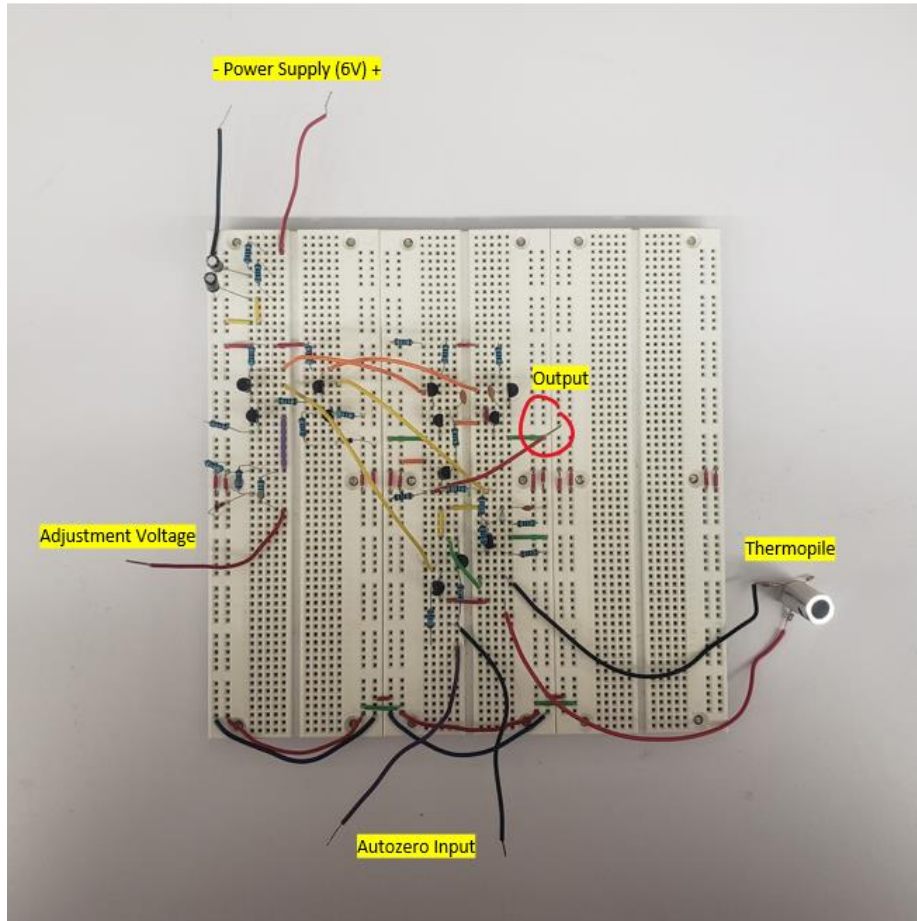 - Power Supply (6V) +
Output
Adjustment Voltage
Thermopile
Autozero Input